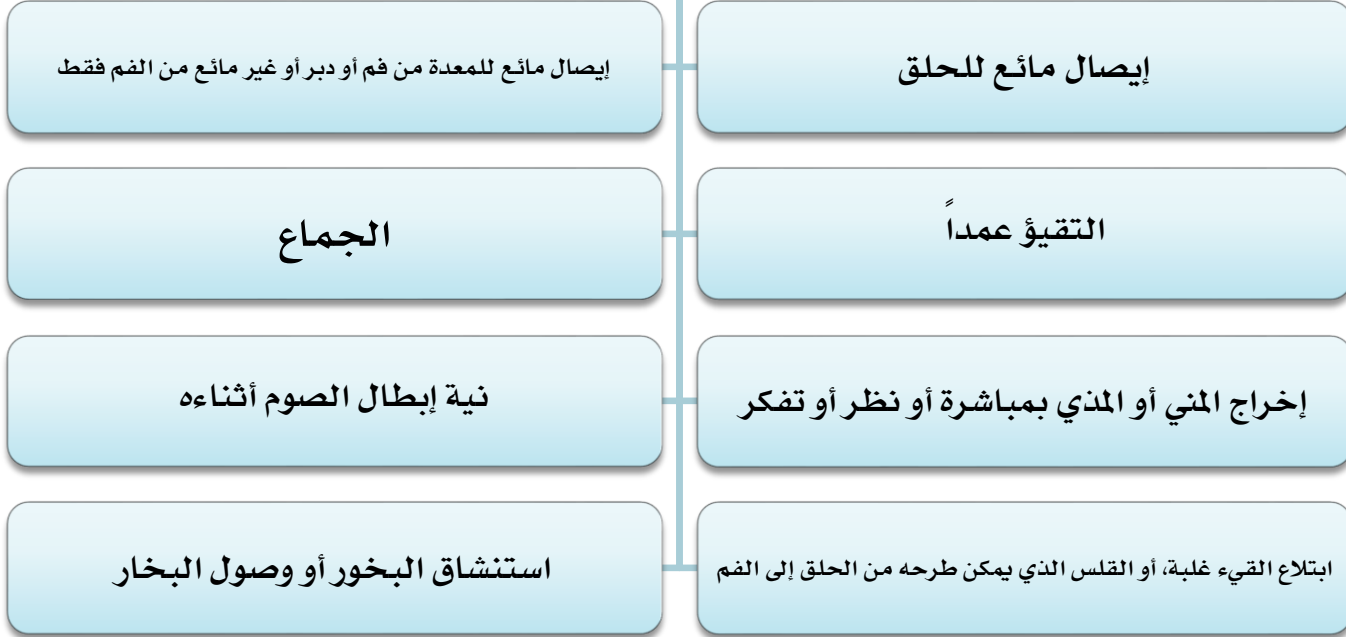 إيصال مائع للحلق
إيصال مائع للمعدة من فم أو دبر أو غير مائع من الفم فقط
التقيؤ عمداً
الجماع
إخراج المني أو المذي بمباشرة أو نظر أو تفكر
نية إبطال الصوم أثناءه
ابتلاع القيء غلبة، أو القلس الذي يمكن طرحه من الحلق إلى الفم
استنشاق البخور أو وصول البخار